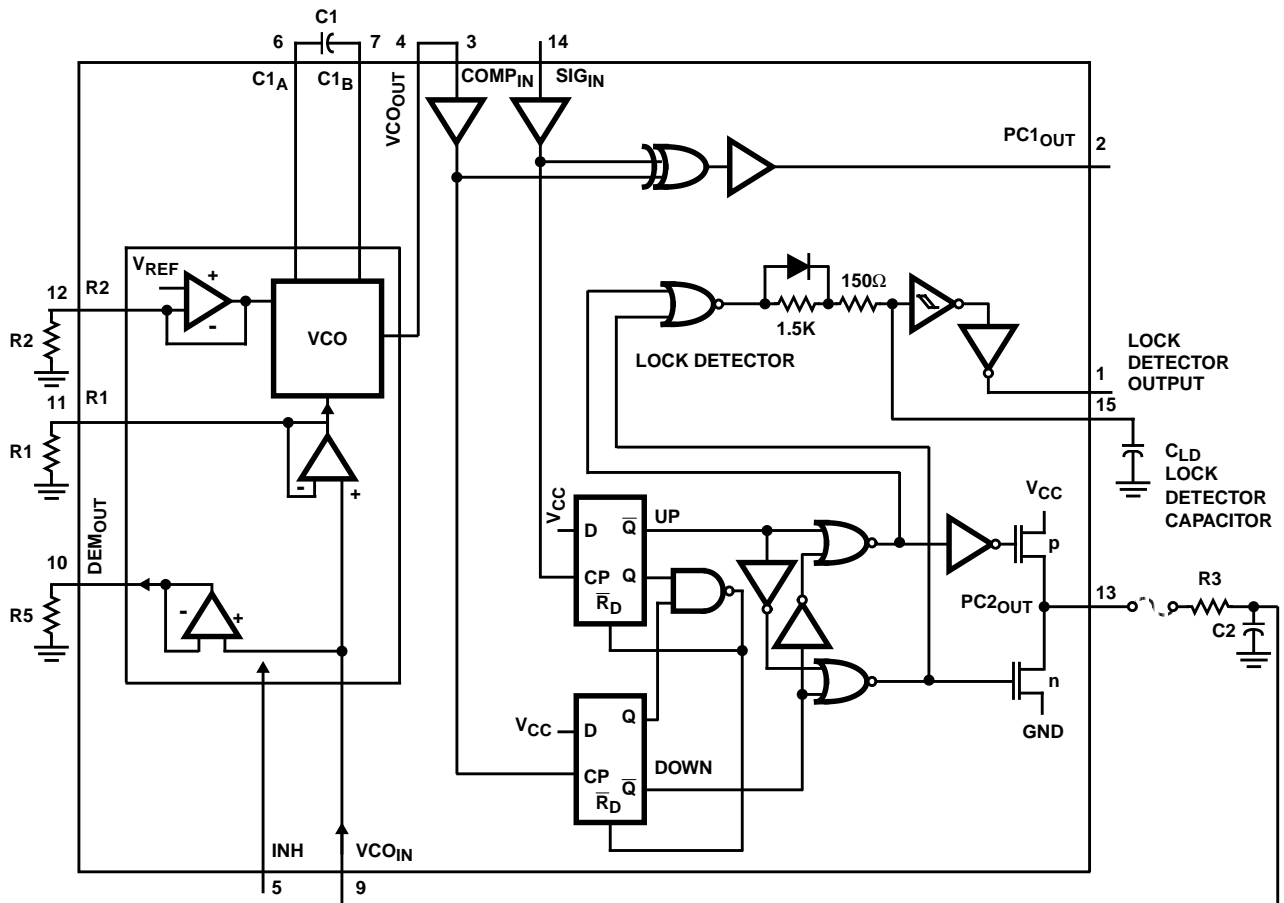 C1
6
7
4
3
14
C1A
C1B
VCOOUT
COMPIN
SIGIN
PC1OUT
2
VREF
+
-
12
R2
R2
VCO
150Ω
1.5K
LOCK DETECTOR
LOCK
DETECTOR
OUTPUT
1
15
11
R1
R1
-
+
CLD
LOCK
DETECTOR
CAPACITOR
VCC
VCC
D
Q
UP
CP
Q
RD
p
DEMOUT
10
R5
-
+
PC2OUT
13
R3
C2
n
GND
VCC
D
Q
CP
Q
DOWN
RD
INH
VCOIN
5
9